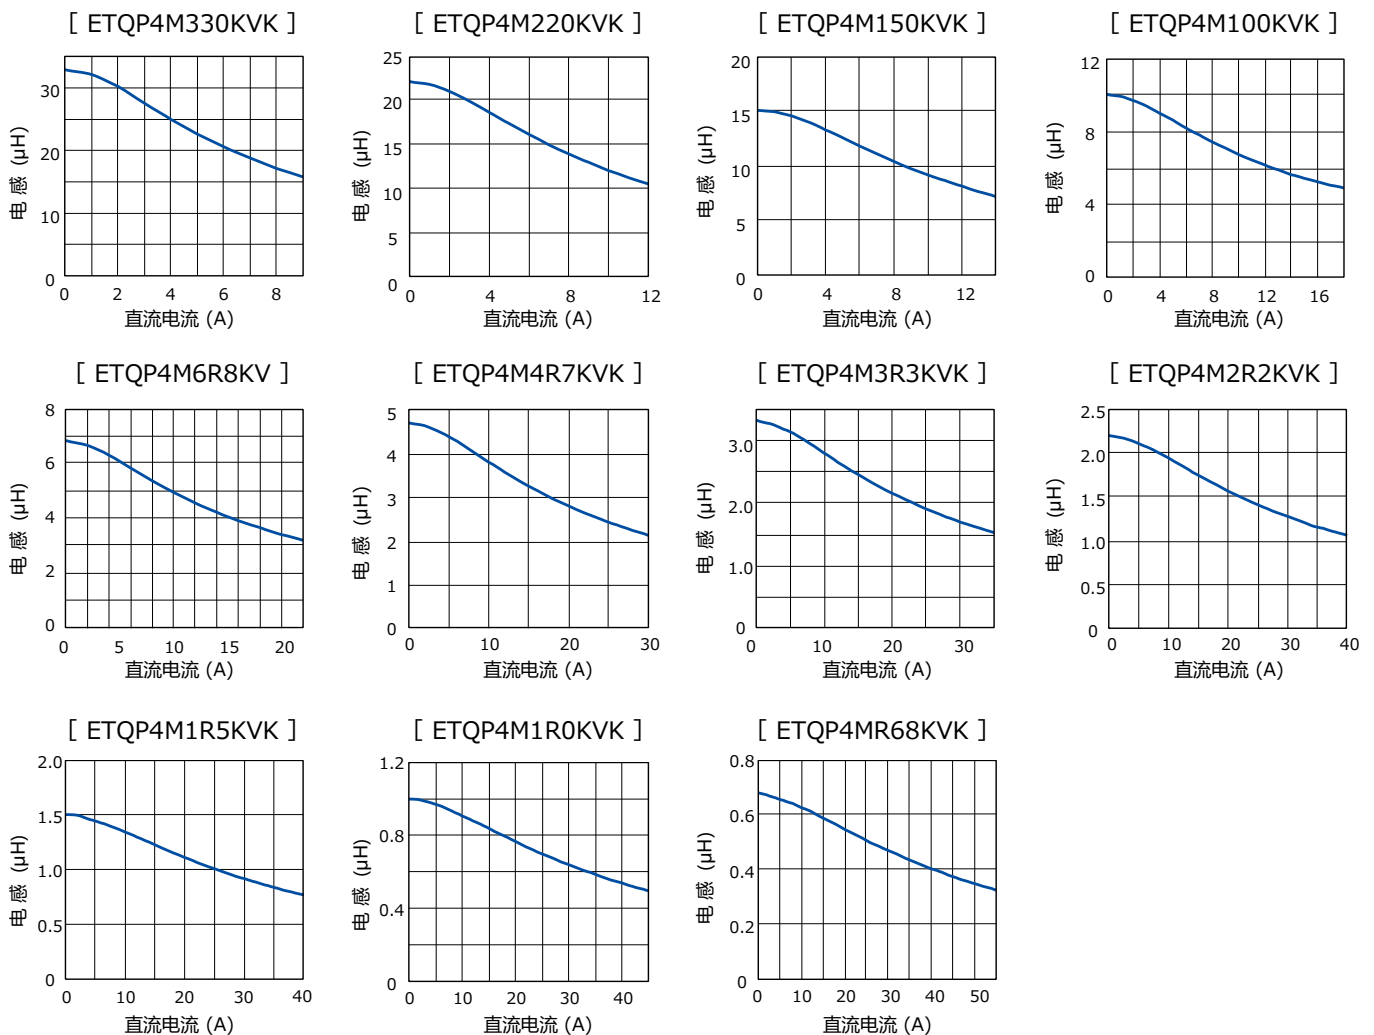 [ ETQP4M330KVK ]
30
20
10
0
0 2 4 6 8
电感 (μH)
直流电流 (A)
[ ETQP4M220KVK ]
25
20
15
10
5
0
0 4 8 12
电感 (μH)
直流电流 (A)
[ ETQP4M150KVK ]
20
15
10
5
0
0 4 8 12
电感 (μH)
直流电流 (A)
[ ETQP4M100KVK ]
12
8
4
0
0 4 8 12 16
电感 (μH)
直流电流 (A)
[ ETQP4M6R8KV ]
8
6
4
2
0
0 5 10 15 20
电感 (μH)
直流电流 (A)
[ ETQP4M4R7KVK ]
5
4
3
2
1
0
0 10 20 30
电感 (μH)
直流电流 (A)
[ ETQP4M3R3KVK ]
3.0
2.0
1.0
0
0 10 20 30
电感 (μH)
直流电流 (A)
[ ETQP4M2R2KVK ]
2.5
2.0
1.5
1.0
0.5
0
0 10 20 30 40
电感 (μH)
直流电流 (A)
[ ETQP4M1R5KVK ]
2.0
1.5
1.0
0.5
0
0 10 20 30 40
电感 (μH)
直流电流 (A)
[ ETQP4M1R0KVK ]
1.2
0.8
0.4
0
0 10 20 30 40
电感 (μH)
直流电流 (A)
[ ETQP4MR68KVK ]
0.8
0.6
0.4
0.2
0
0 10 20 30 40 50
电感 (μH)
直流电流 (A)